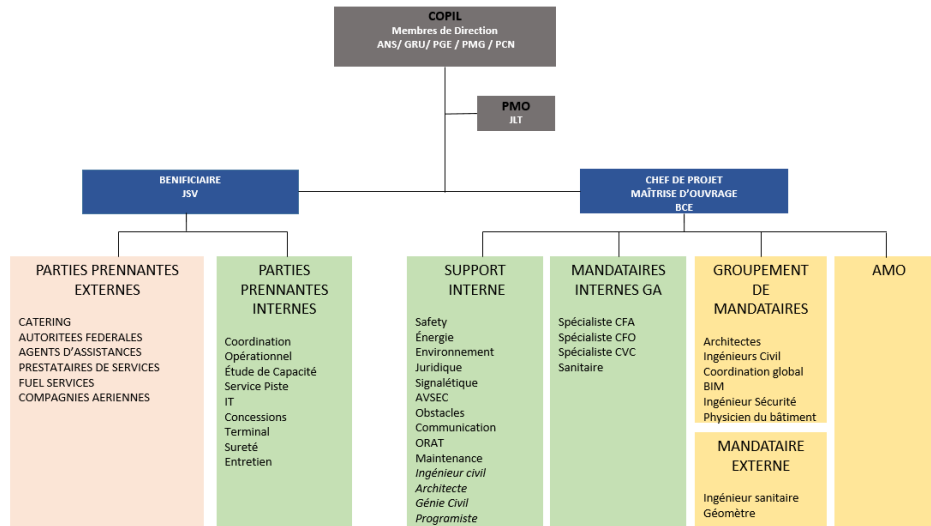 COPIL
Membres de Direction
ANS/ GRU/ PGE / PMG / PCN
PMO
JLT
BENIFICIAIRE
JSV
CHEF DE PROJET
MAÎTRISE D'OUVRAGE
BCE
PARTIES PRENNANTES
EXTERNES
CATERING
AUTORITEES FEDERALES
AGENTS D'ASSISTANCES
PRESTATAIRES DE SERVICES
FUEL SERVICES
COMPAGNIES AERIENNES
PARTIES
PRENNANTES
INTERNES
Coordination
Opérationnel
Étude de Capacité
Service Piste
IT
Concessions
Terminal
Sureté
Entretien
SUPPORT
INTERNE
Safety
Énergie
Environnement
Juridique
Signalétique
AVSEC
Obstacles
Communication
ORAT
Maintenance
Ingénieur civil
Architecte
Génie Civil
Programiste
MANDATAIRES
INTERNES GA
Spécialiste CFA
Spécialiste CFO
Spécialiste CVC
Sanitaire
GROUPEMENT
DE
MANDATAIRES
Architectes
Ingénieurs Civil
Coordination global
BIM
Ingénieur Sécurité
Physicien du bâtiment
MANDATAIRE
EXTERNE
Ingénieur sanitaire
Géomètre
AMO